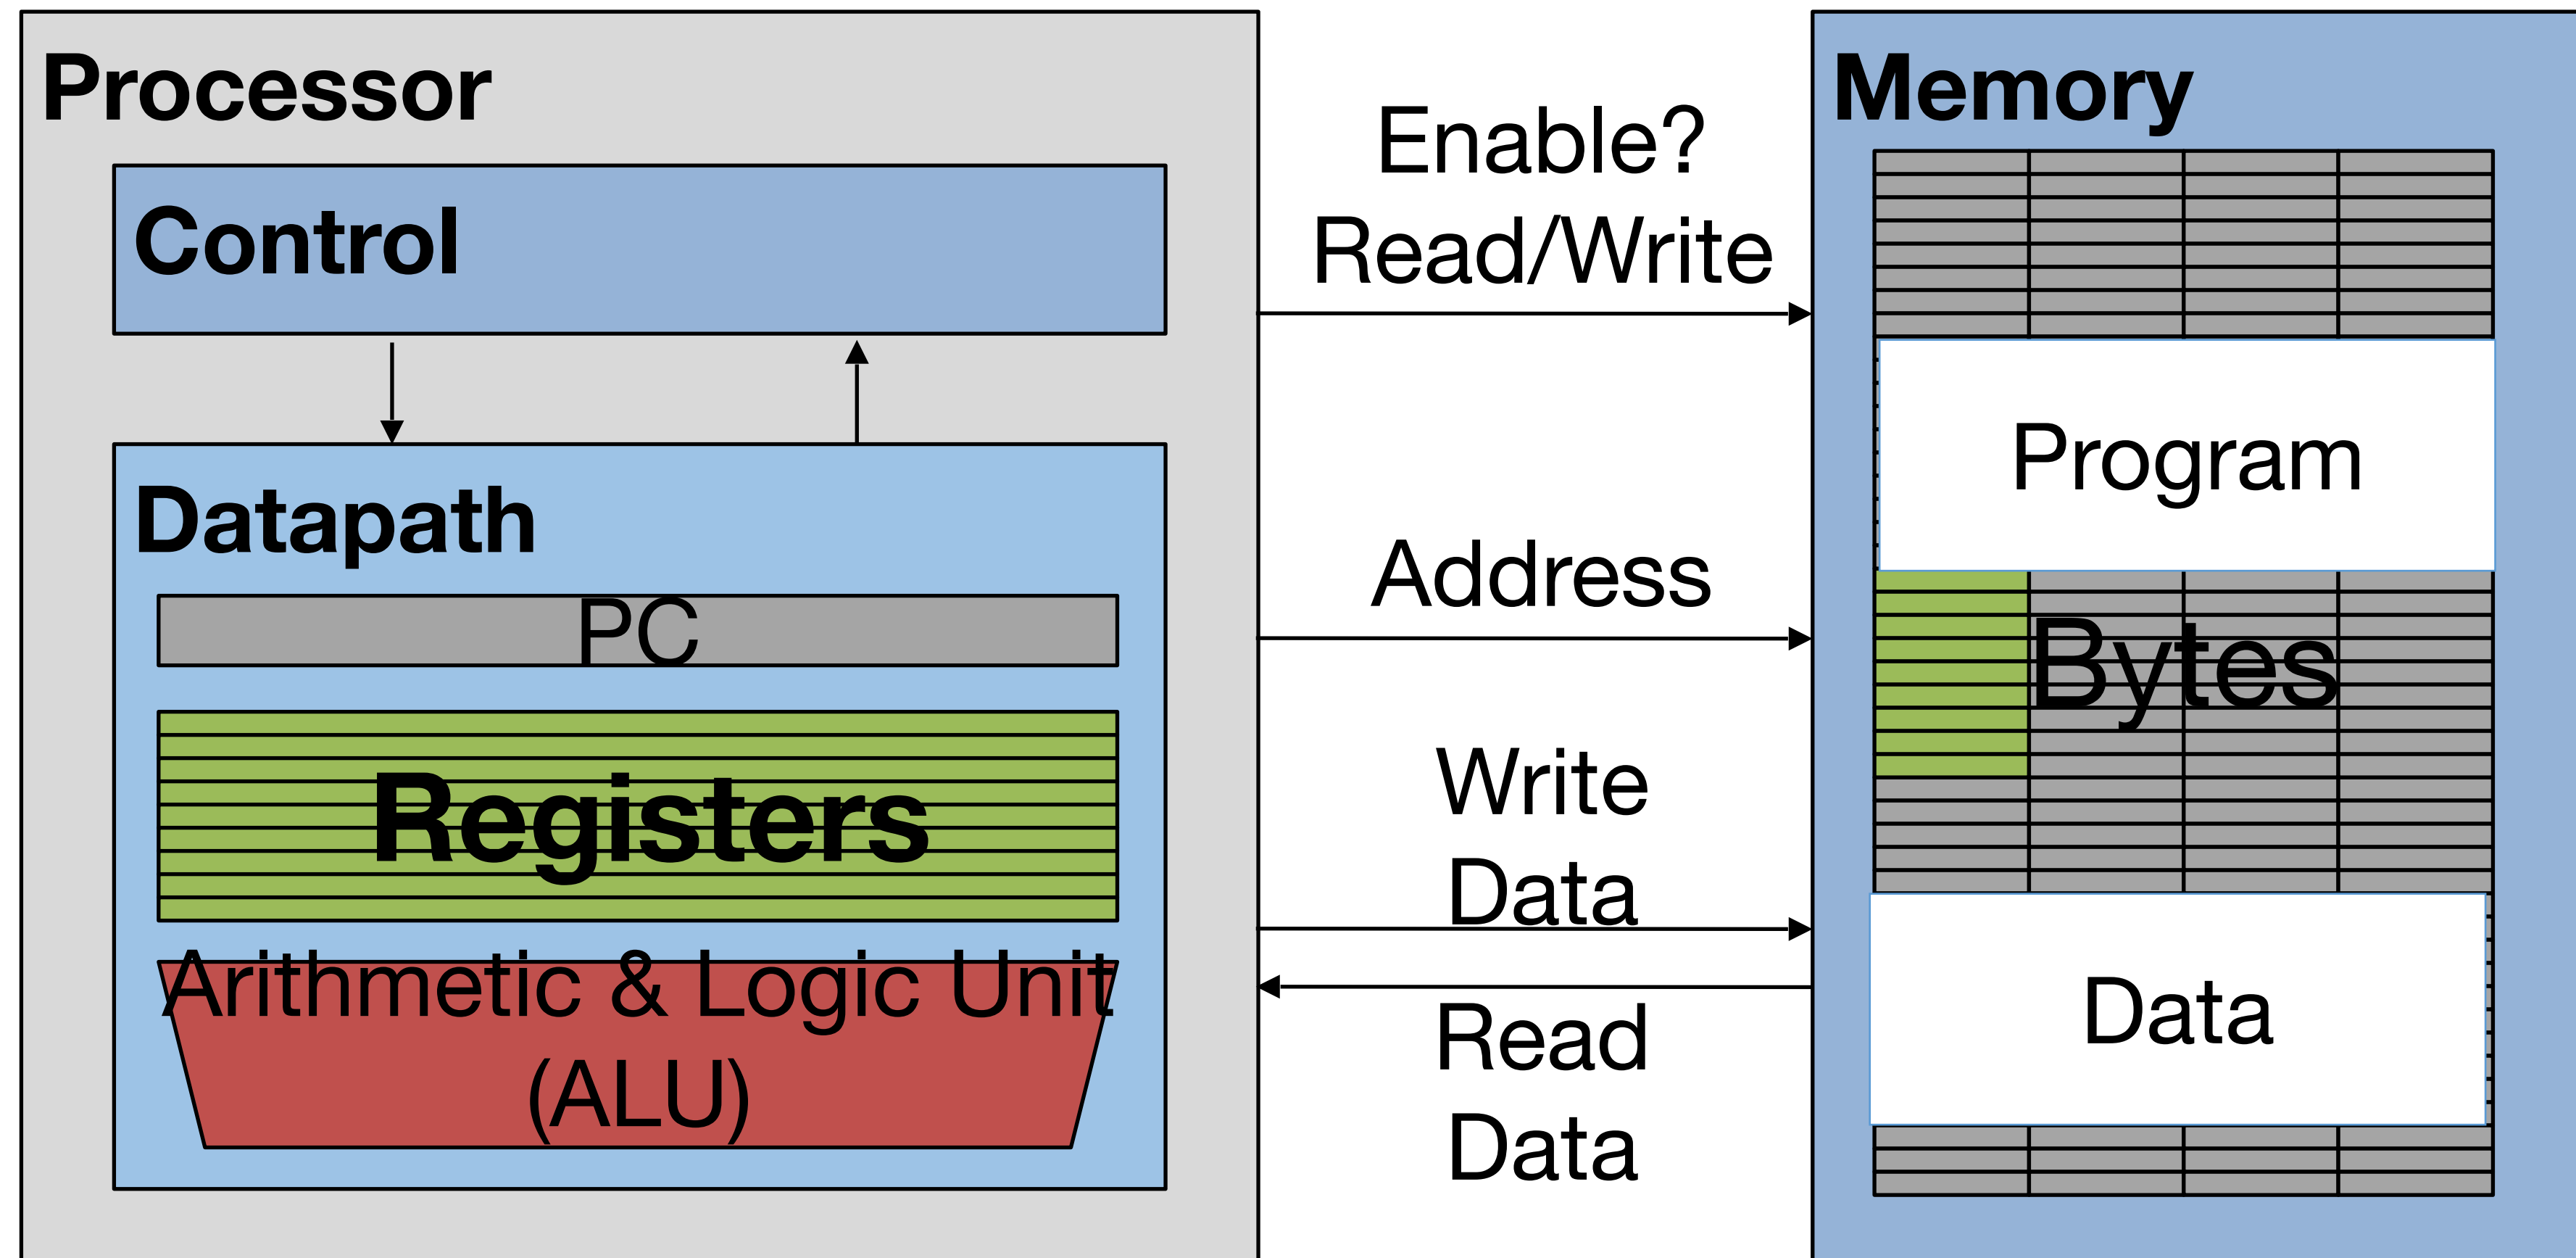 Processor
Control
Datapath
PC
Registers
Arithmetic & Logic Unit
(ALU)
Enable?
Read/Write
Address
Write
Data
Read
Data
Memory
Program
Bytes
Data